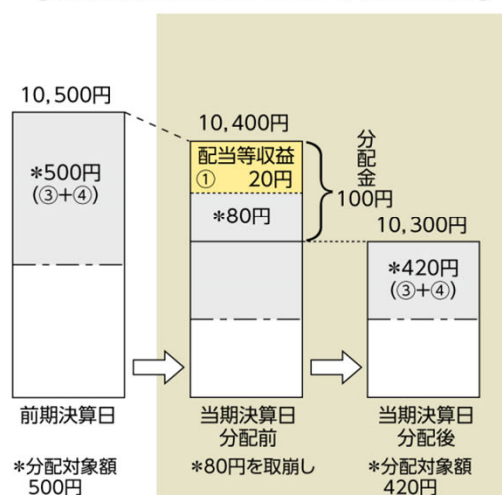 10,500円
＊500円
(③+④)
前期決算日
＊分配対象額
500円
10,400円
配当等収益
① 20円
＊80円
分配金
100円
当期決算日
分配前
＊80円を取崩し
10,300円
＊420円
(③+④)
当期決算日
分配後
＊分配対象額
420円